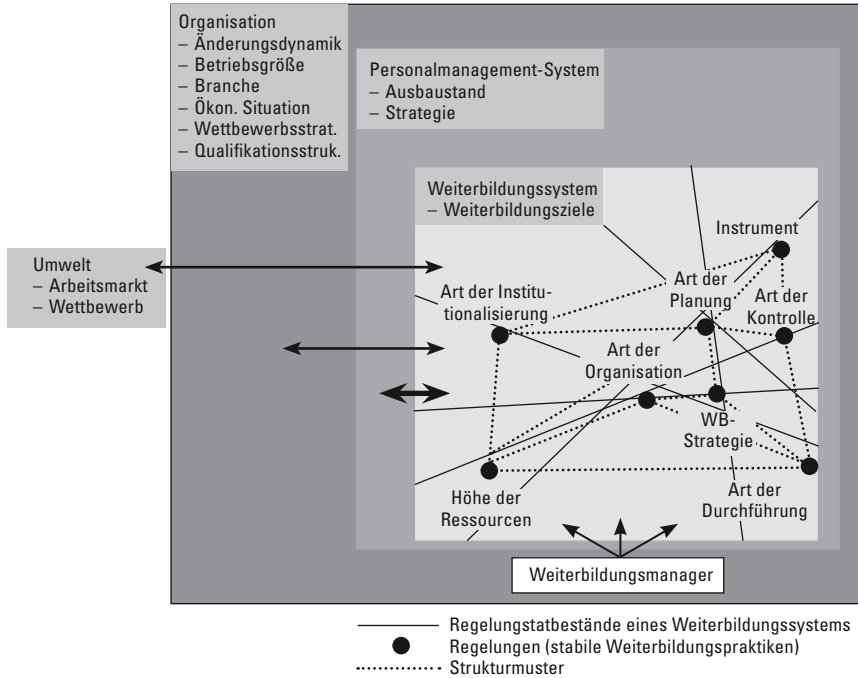 Organisation
– Änderungsdynamik
– Betriebsgröße
– Branche
– Ökon. Situation
– Wettbewerbsstrat.
– Qualifikationsstruk.
Personalmanagement-System
– Ausbaustand
– Strategie
Weiterbildungssystem
– Weiterbildungsziele
Umwelt
– Arbeitsmarkt
– Wettbewerb
Instrument
Art der Institu-
tionalisierung
Art der
Planung
Art der
Kontrolle
Art der
Organisation
WB-
Strategie
Höhe der
Ressourcen
Art der
Durchführung
Weiterbildungsmanager
Regelungstatbestände eines Weiterbildungssystems
Regelungen (stabile Weiterbildungspraktiken)
Strukturmuster